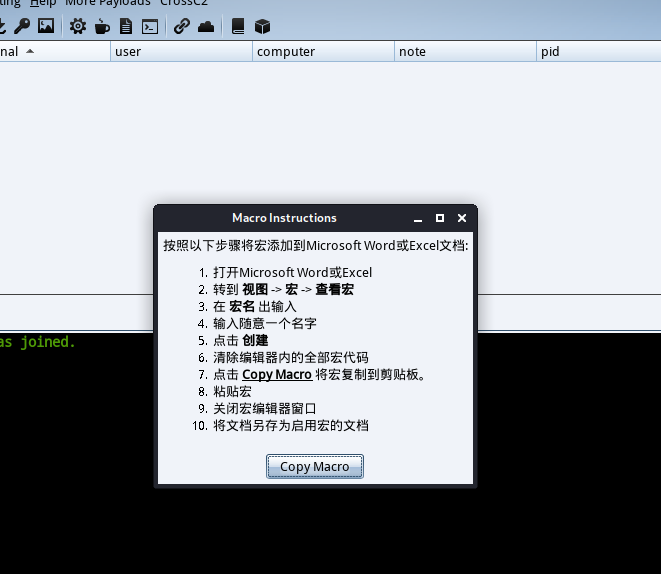 ting Help More Payloads CrossC2
nal user computer note pid
Macro Instructions
按照以下步骤将宏添加到Microsoft Word或Excel文档:
1. 打开Microsoft Word或Excel
2. 转到 视图 -> 宏 -> 查看宏
3. 在 宏名 出输入
4. 输入随意一个名字
5. 点击 创建
6. 清除编辑器内的全部宏代码
7. 点击 Copy Macro 将宏复制到剪贴板。
8. 粘贴宏
9. 关闭宏编辑器窗口
10. 将文档另存为启用宏的文档
Copy Macro
as joined.